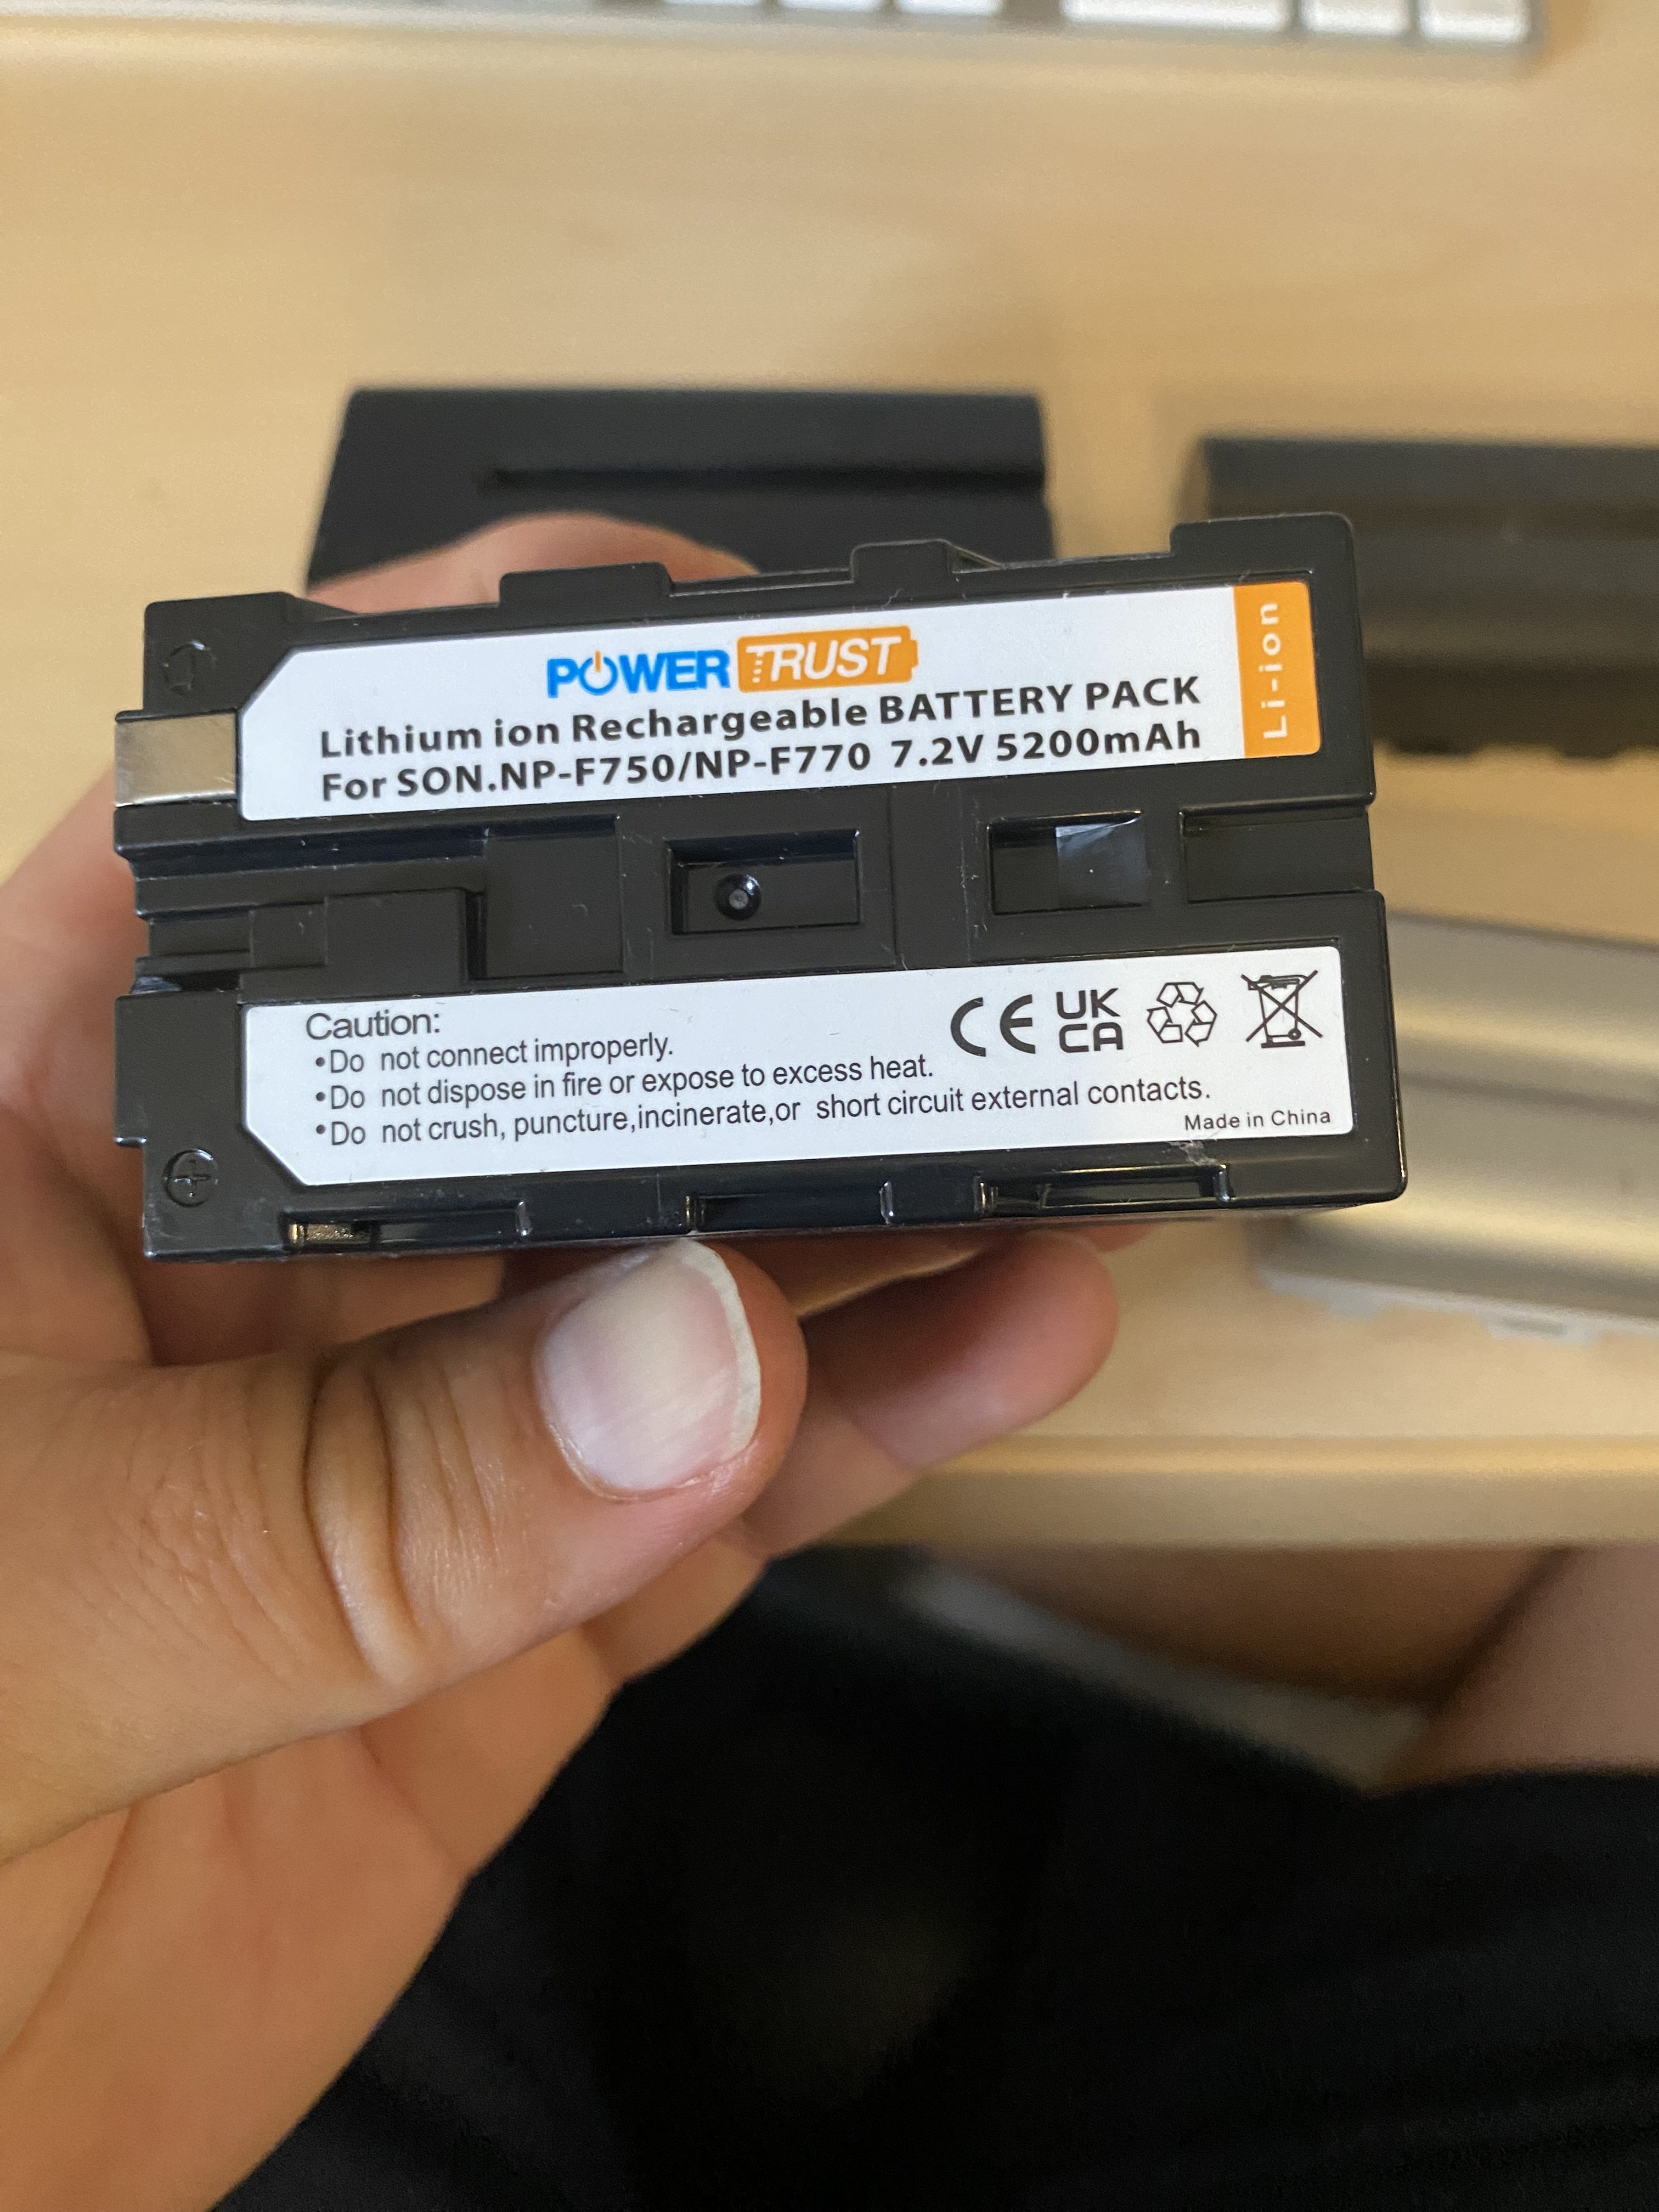 POWER TRUST
Lithium ion Rechargeable BATTERY PACK
For SON.NP-F750/NP-F770 7.2V 5200mAh
Li-ion
Caution:
•Do not connect improperly.
•Do not dispose in fire or expose to excess heat.
•Do not crush, puncture,incinerate,or short circuit external contacts.
CE UK
CA
Made in China